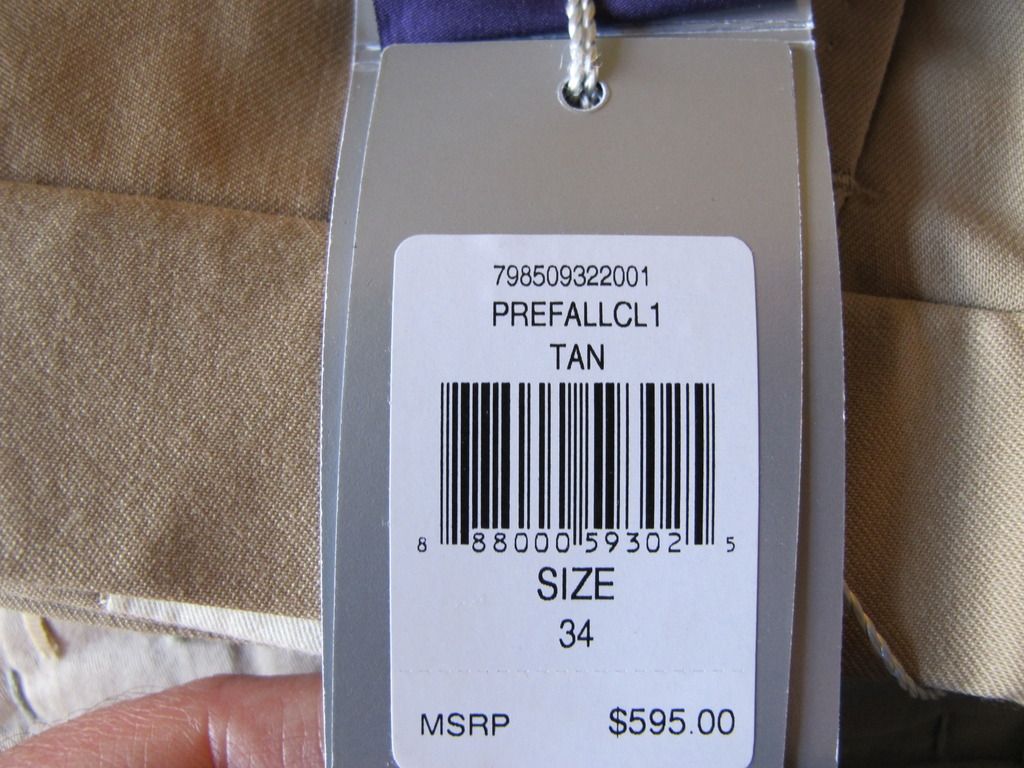 798509322001
PREFALLCL1
TAN
8 88000 59302 5
SIZE
34
MSRP $595.00